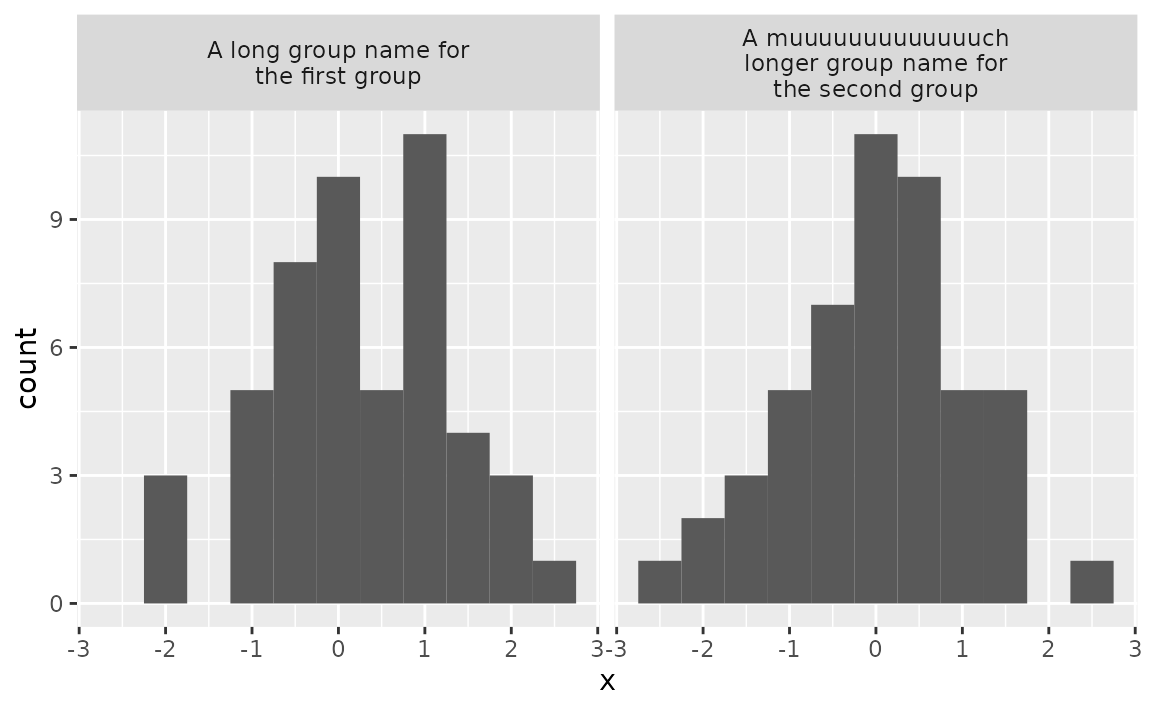 A long group name for
the first group
A muuuuuuuuuuuuuch
longer group name for
the second group
count
9
6
3
0
-3 -2 -1 0 1 2 3
-3 -2 -1 0 1 2 3
x